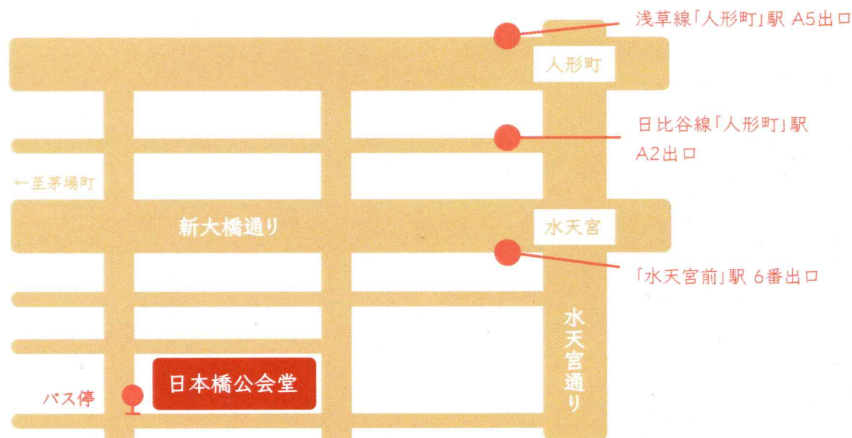 浅草線「人形町」駅 A5出口
人形町
日比谷線「人形町」駅
A2出口
←至茅場町
新大橋通り
水天宮
「水天宮前」駅 6番出口
水天宮通り
日本橋公会堂
バス停